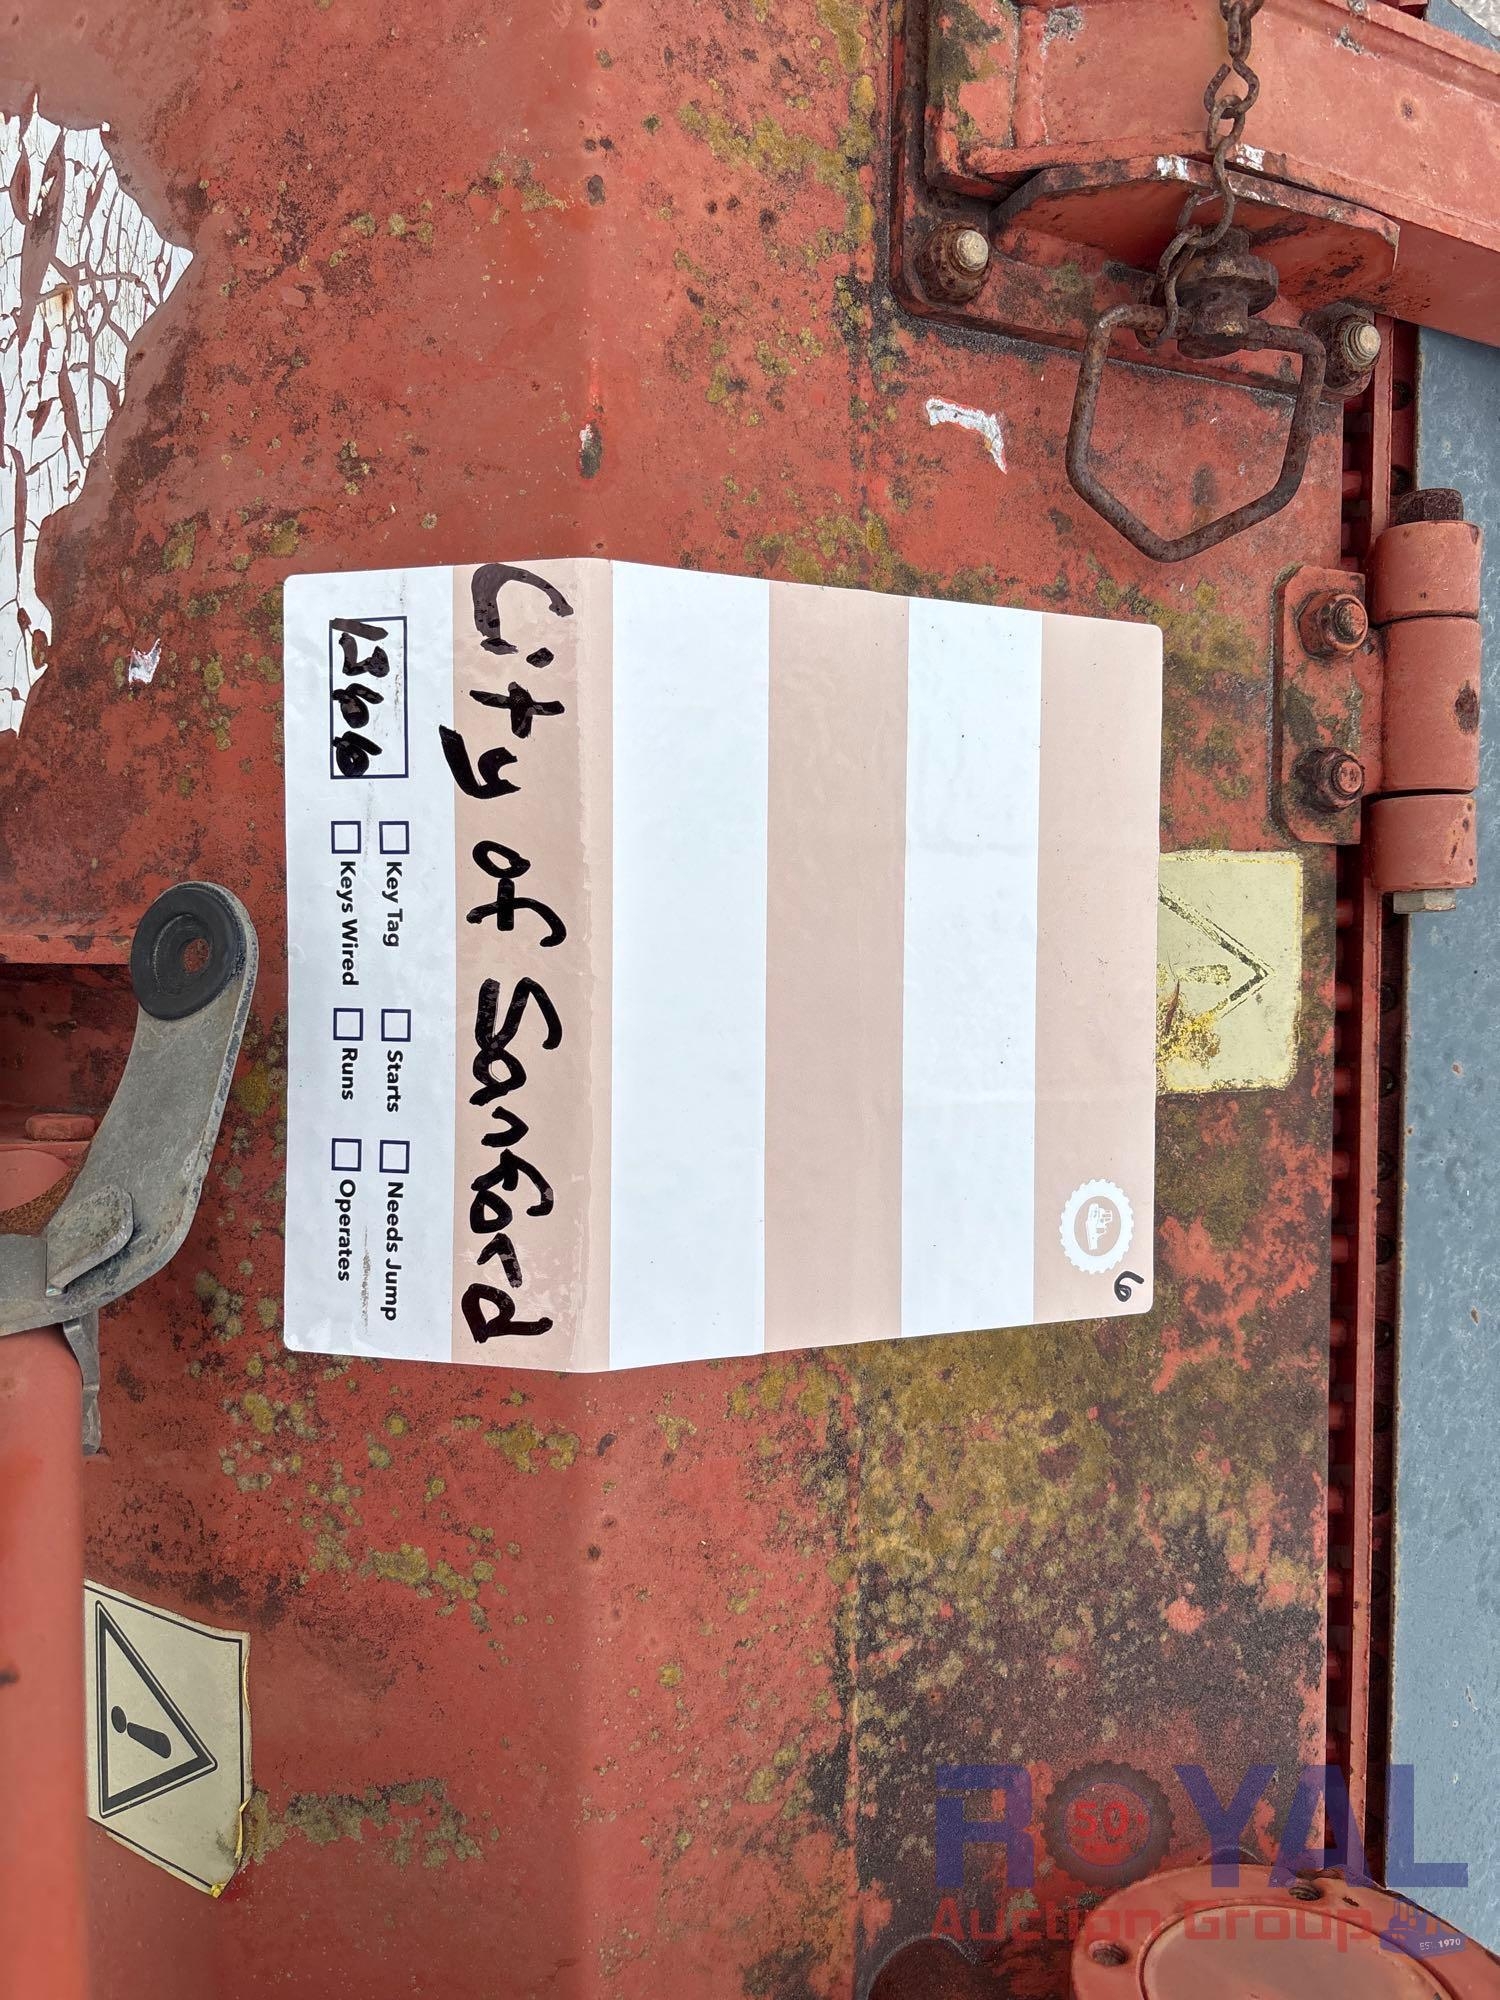 Key Tag
Starts
Needs Jump
Keys Wired
Runs
Operates
City of Sanford
6
ROYAL
50+
Auction Group
EST. 1970